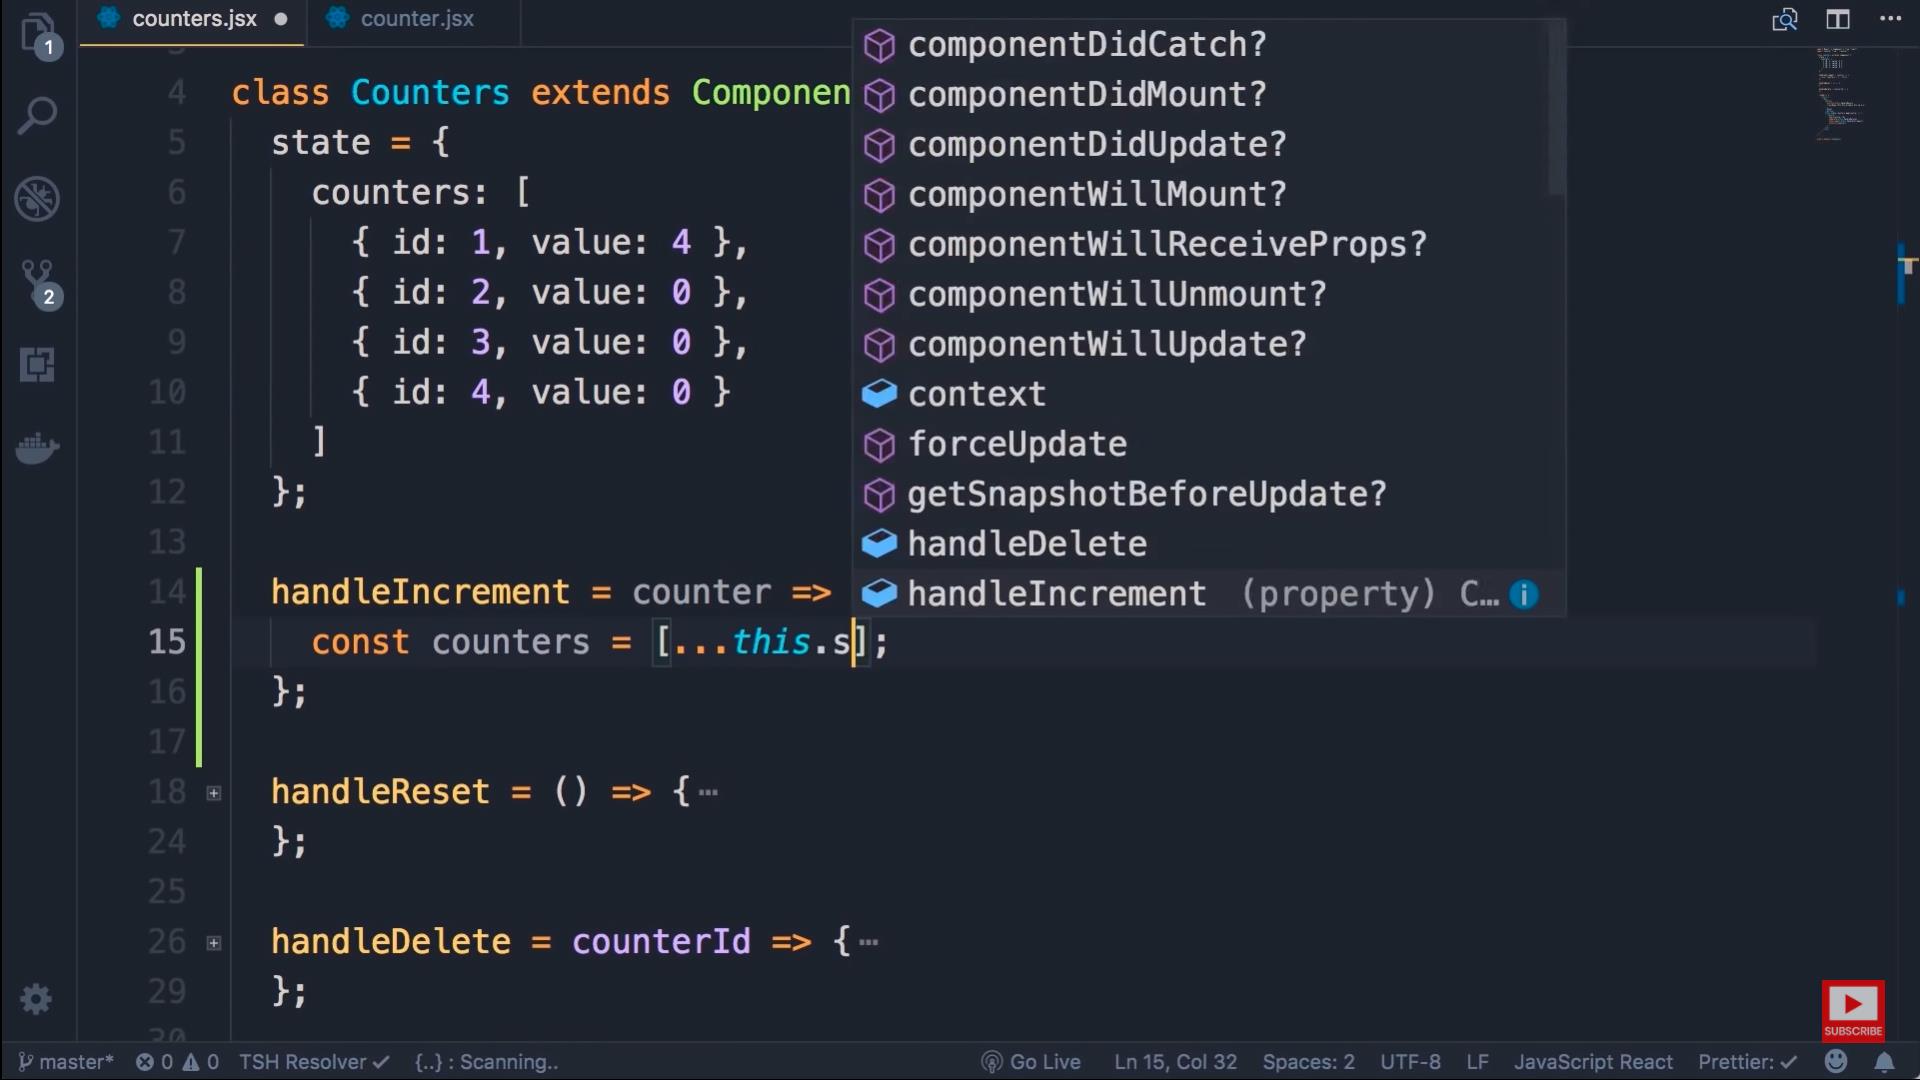 counters.jsx
counter.jsx
1
2
4 class Counters extends Componen
5 state = {
6 counters: [
7 { id: 1, value: 4 },
8 { id: 2, value: 0 },
9 { id: 3, value: 0 },
10 { id: 4, value: 0 }
11 ]
12 };
13
14 handleIncrement = counter =>
15 const counters = [...this.s];
16 };
17
18 handleReset = () => {…
24 };
25
26 handleDelete = counterId => {…
29 };
30
componentDidCatch?
componentDidMount?
componentDidUpdate?
componentWillMount?
componentWillReceiveProps?
componentWillUnmount?
componentWillUpdate?
context
forceUpdate
getSnapshotBeforeUpdate?
handleDelete
handleIncrement (property) C…
SUBSCRIBE
master* 0 0 TSH Resolver ✓ {..} : Scanning.. Go Live Ln 15, Col 32 Spaces: 2 UTF-8 LF JavaScript React Prettier: ✓